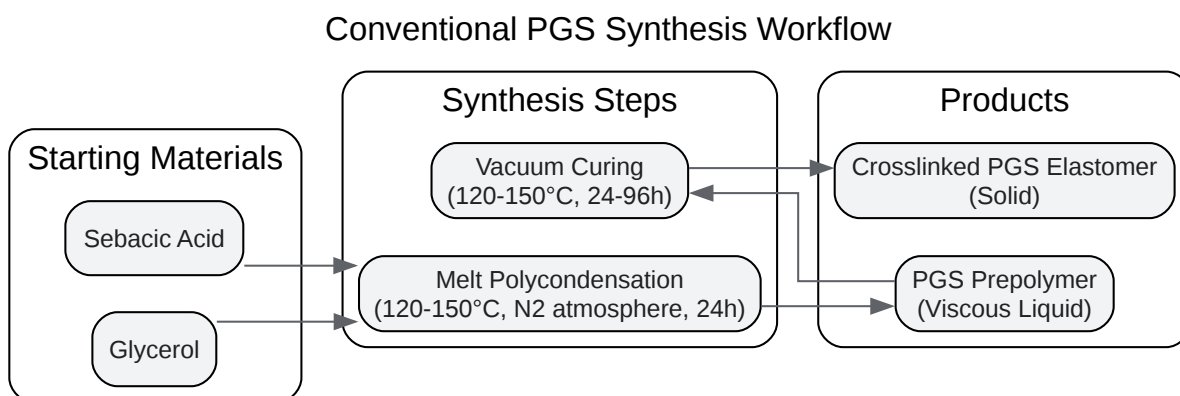 Conventional PGS Synthesis Workflow
Starting Materials
Sebacic Acid
Glycerol
Synthesis Steps
Vacuum Curing
(120-150°C, 24-96h)
Melt Polycondensation
(120-150°C, N2 atmosphere, 24h)
Products
Crosslinked PGS Elastomer
(Solid)
PGS Prepolymer
(Viscous Liquid)